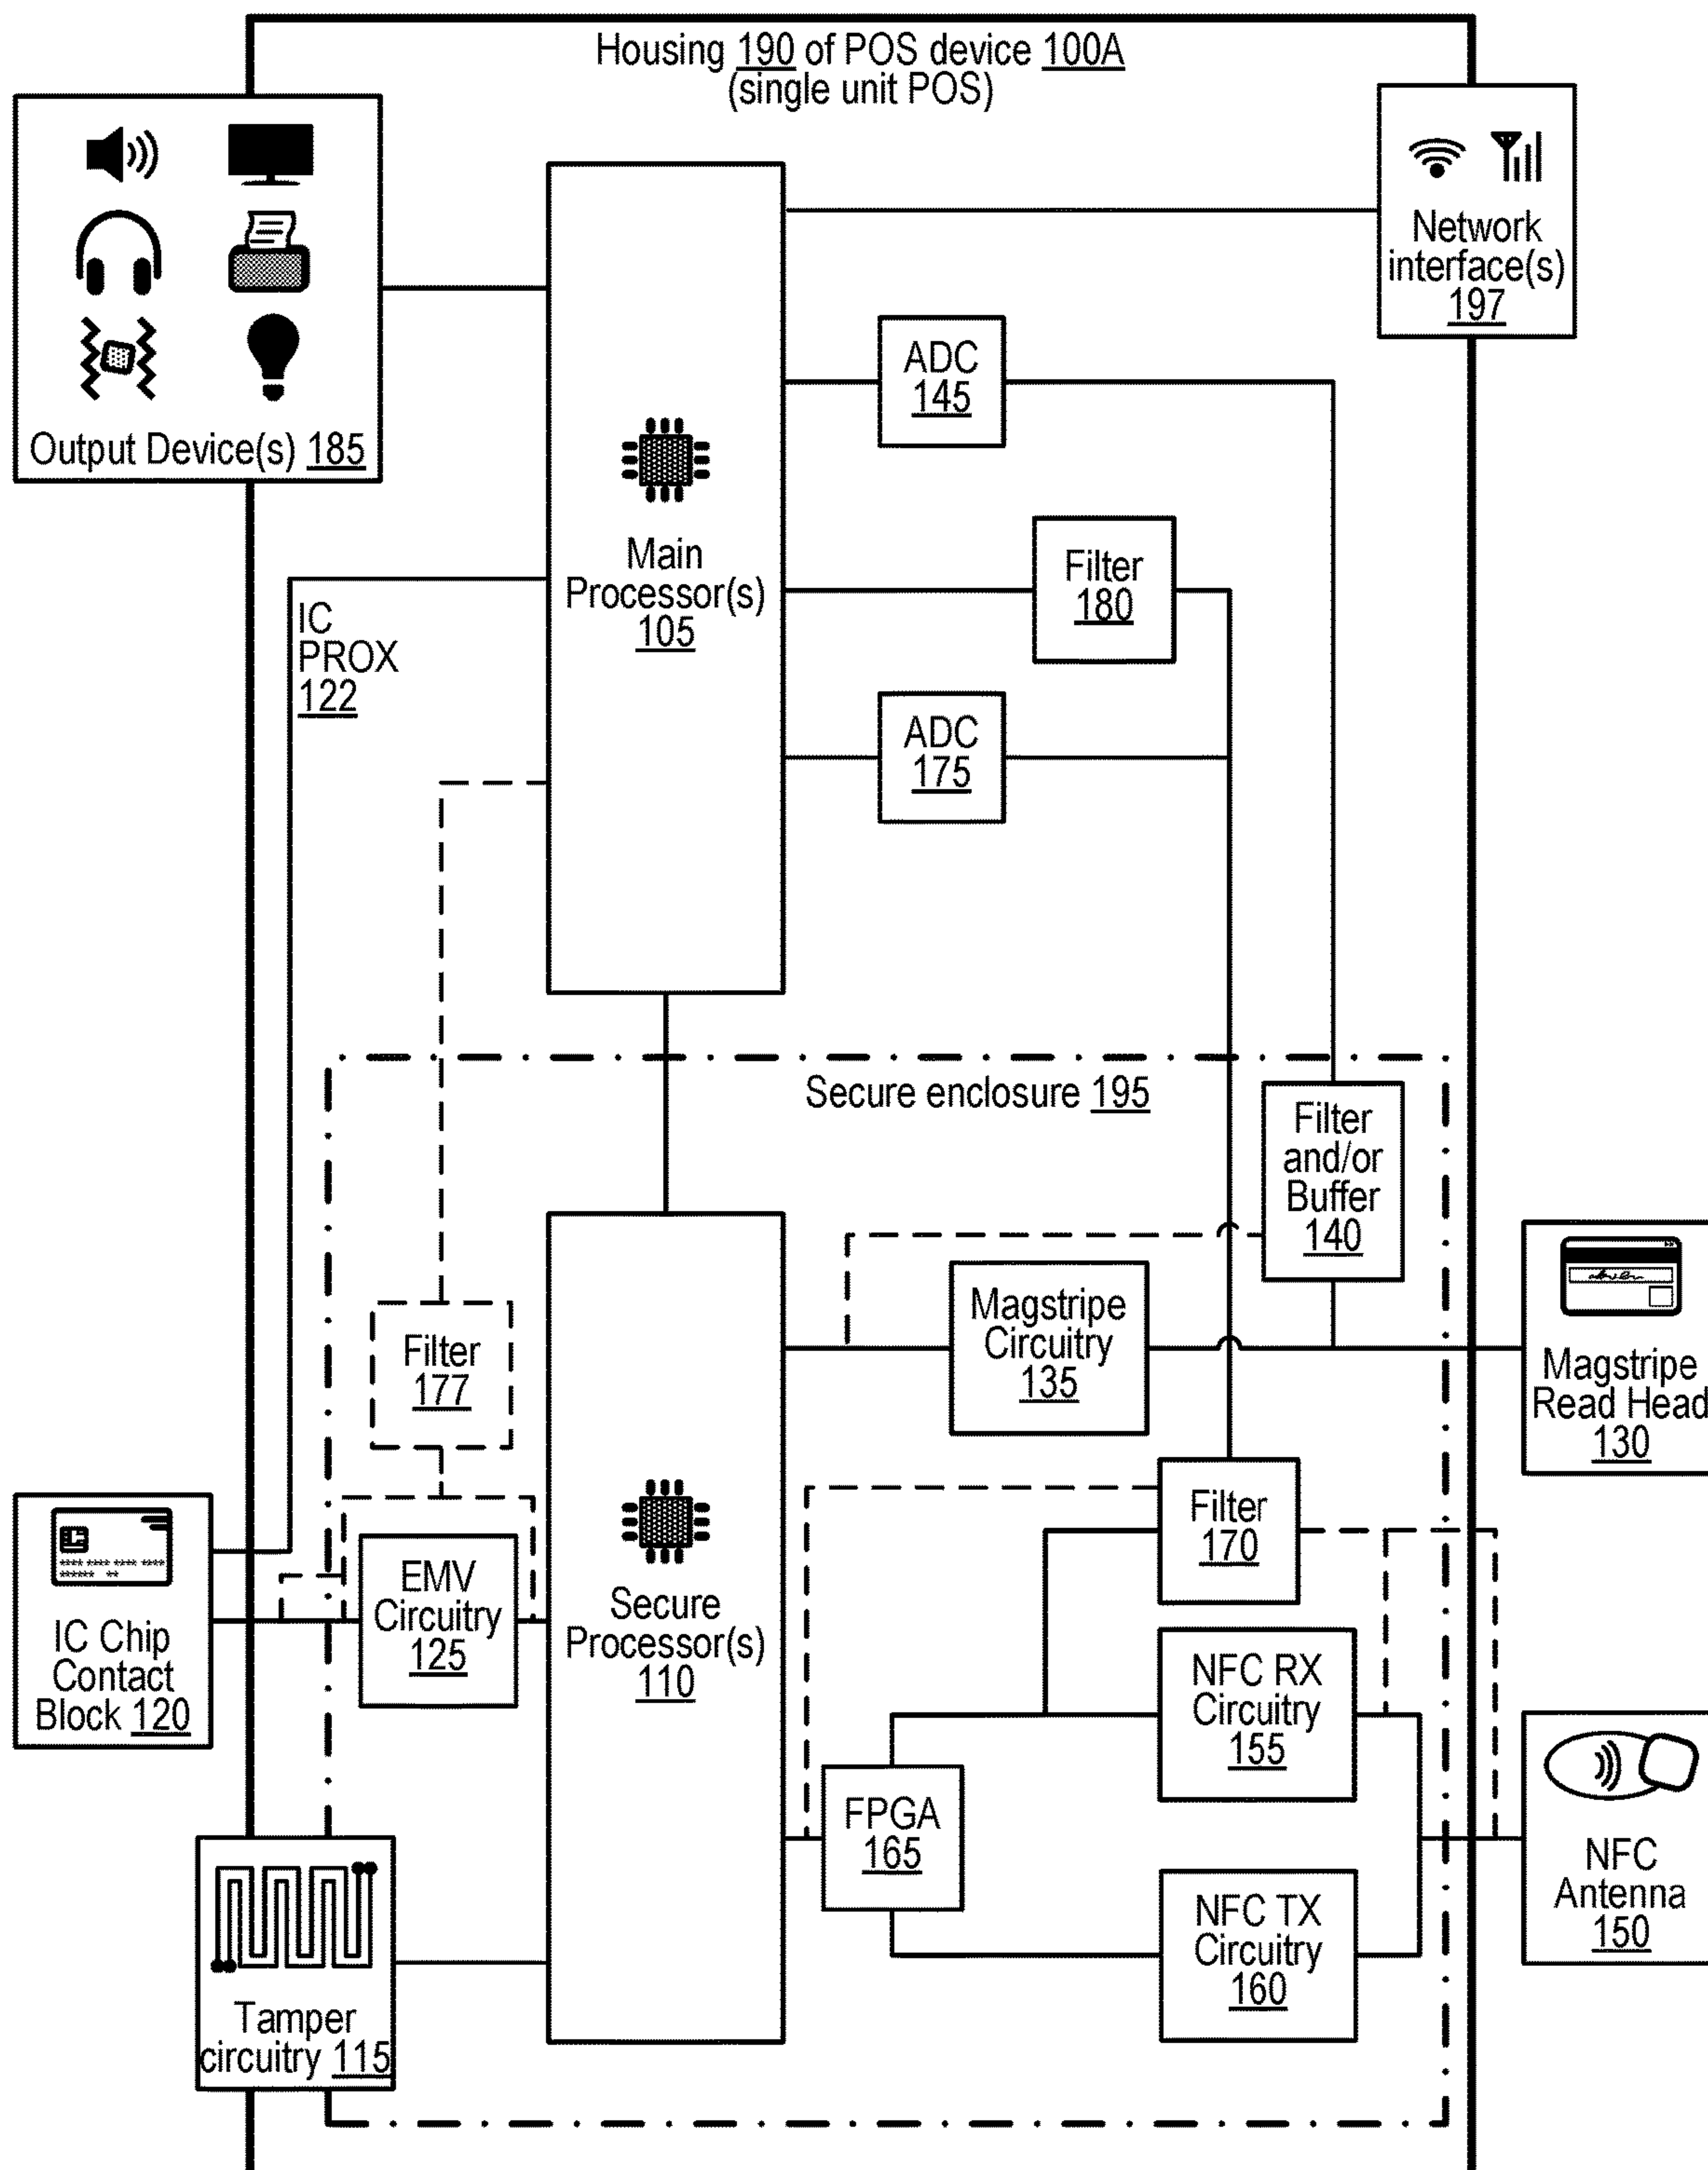 Housing 190 of POS device 100A
(single unit POS)
Output Device(s) 185
Network
interface(s)
197
ADC
145
Main
Processor(s)
105
Filter
180
IC
PROX
122
ADC
175
Secure enclosure 195
Filter
and/or
Buffer
140
Magstripe
Circuitry
135
Magstripe
Read Head
130
Filter
177
Filter
170
EMV
Circuitry
125
Secure
Processor(s)
110
IC Chip
Contact
Block 120
**** **** **** ****
****** **
NFC RX
Circuitry
155
FPGA
165
NFC
Antenna
150
NFC TX
Circuitry
160
Tamper
circuitry 115